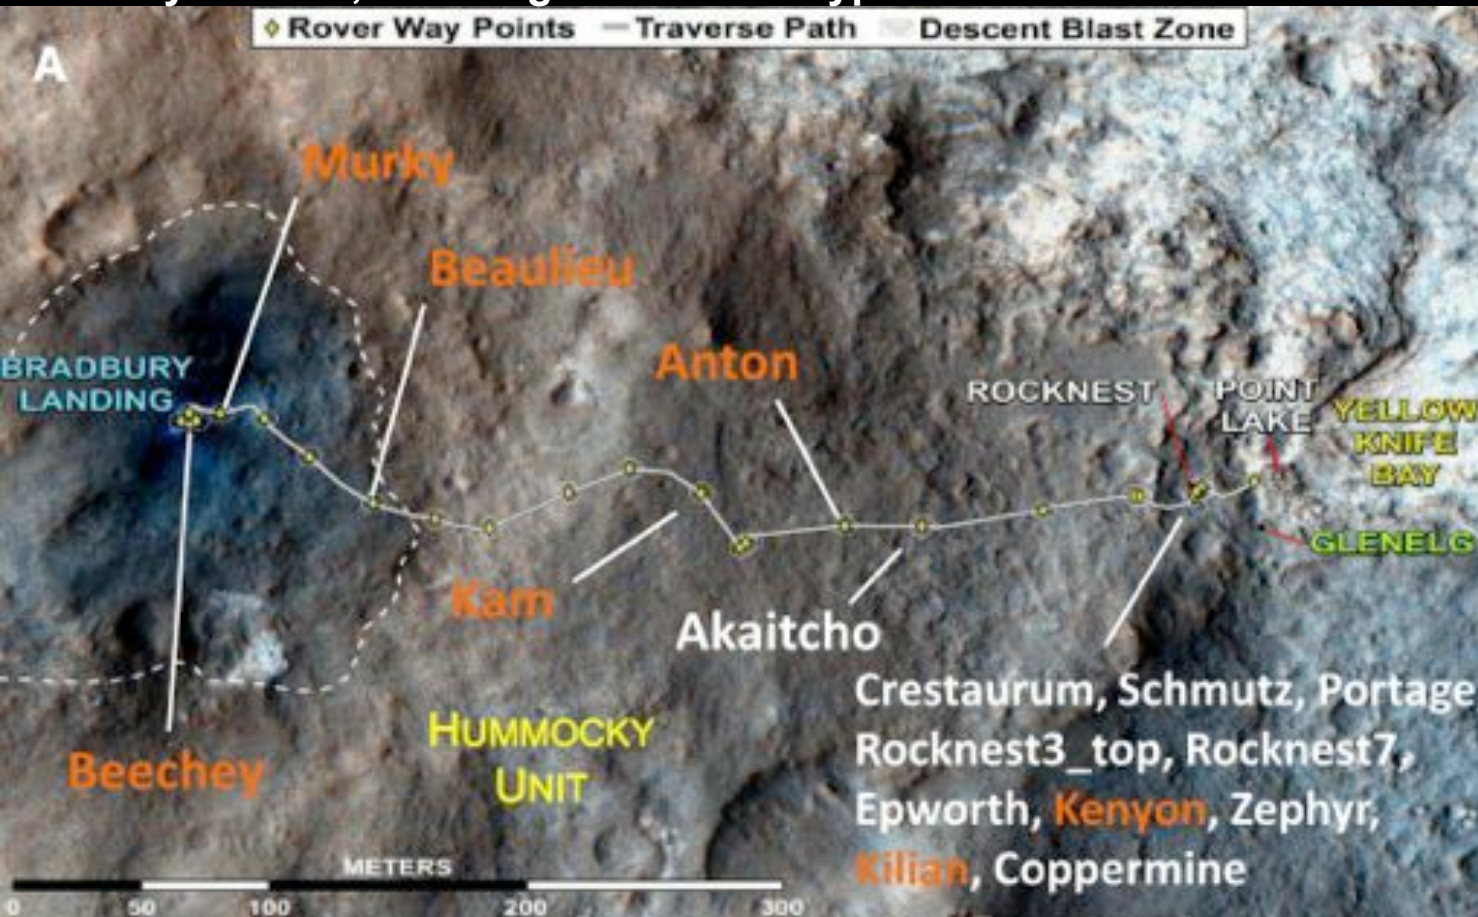 Rover Way Points Traverse Path Descent Blast Zone
A
Murky
Beaulieu
BRADBURY
LANDING
Anton
ROCKNEST
POINT
LAKE
YELLOW
KNIFE
BAY
GLENELG
Kam
Akaitcho
Crestaurum, Schmutz, Portage
Rocknest3_top, Rocknest7,
Epworth, Kenyon, Zephyr,
Kilian, Coppermine
Beechey
HUMMOCKY
UNIT
METERS
0 50 100 200 300